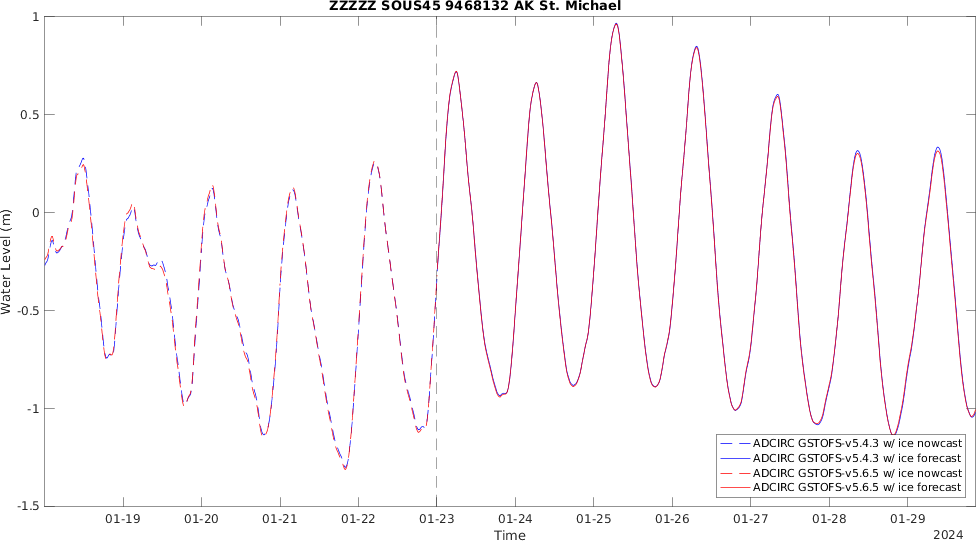 ZZZZZ SOUS45 9468132 AK St. Michael
Water Level (m)
1
0.5
0
-0.5
-1
-1.5
01-19 01-20 01-21 01-22 01-23 01-24 01-25 01-26 01-27 01-28 01-29
Time
2024
ADCIRC GSTOFS-v5.4.3 w/ ice nowcast
ADCIRC GSTOFS-v5.4.3 w/ ice forecast
ADCIRC GSTOFS-v5.6.5 w/ ice nowcast
ADCIRC GSTOFS-v5.6.5 w/ ice forecast